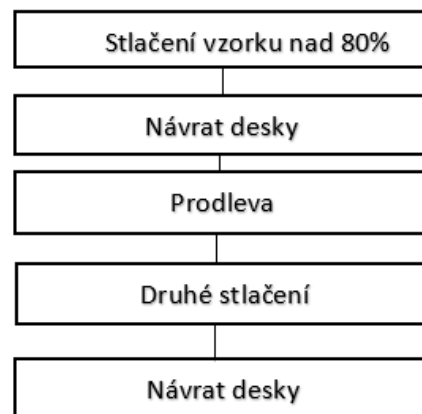 Stlačení vzorku nad 80%
Návrat desky
Prodleva
Druhé stlačení
Návrat desky